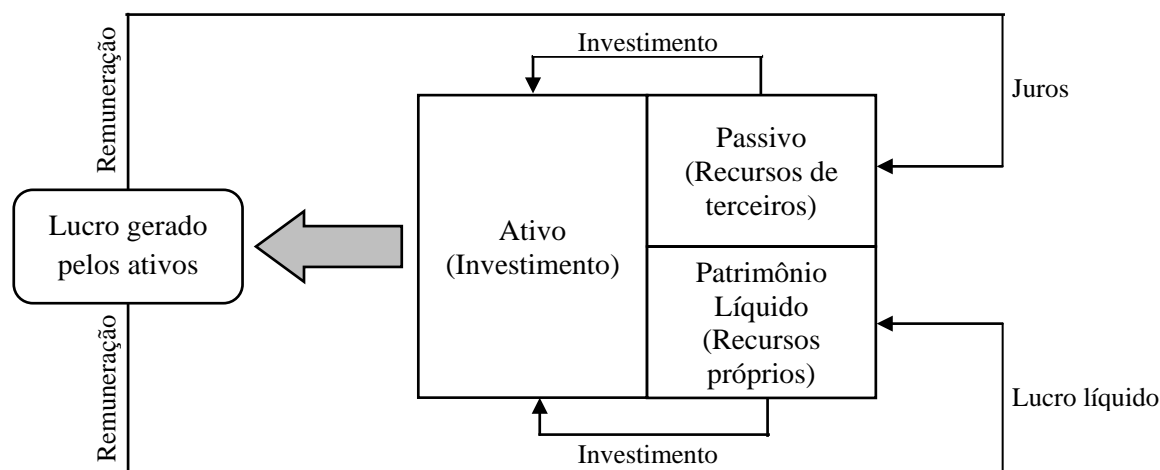 Remuneração
Investimento
Juros
Passivo
(Recursos de
terceiros)
Lucro gerado
pelos ativos
Ativo
(Investimento)
Patrimônio
Líquido
(Recursos
próprios)
Remuneração
Lucro líquido
Investimento